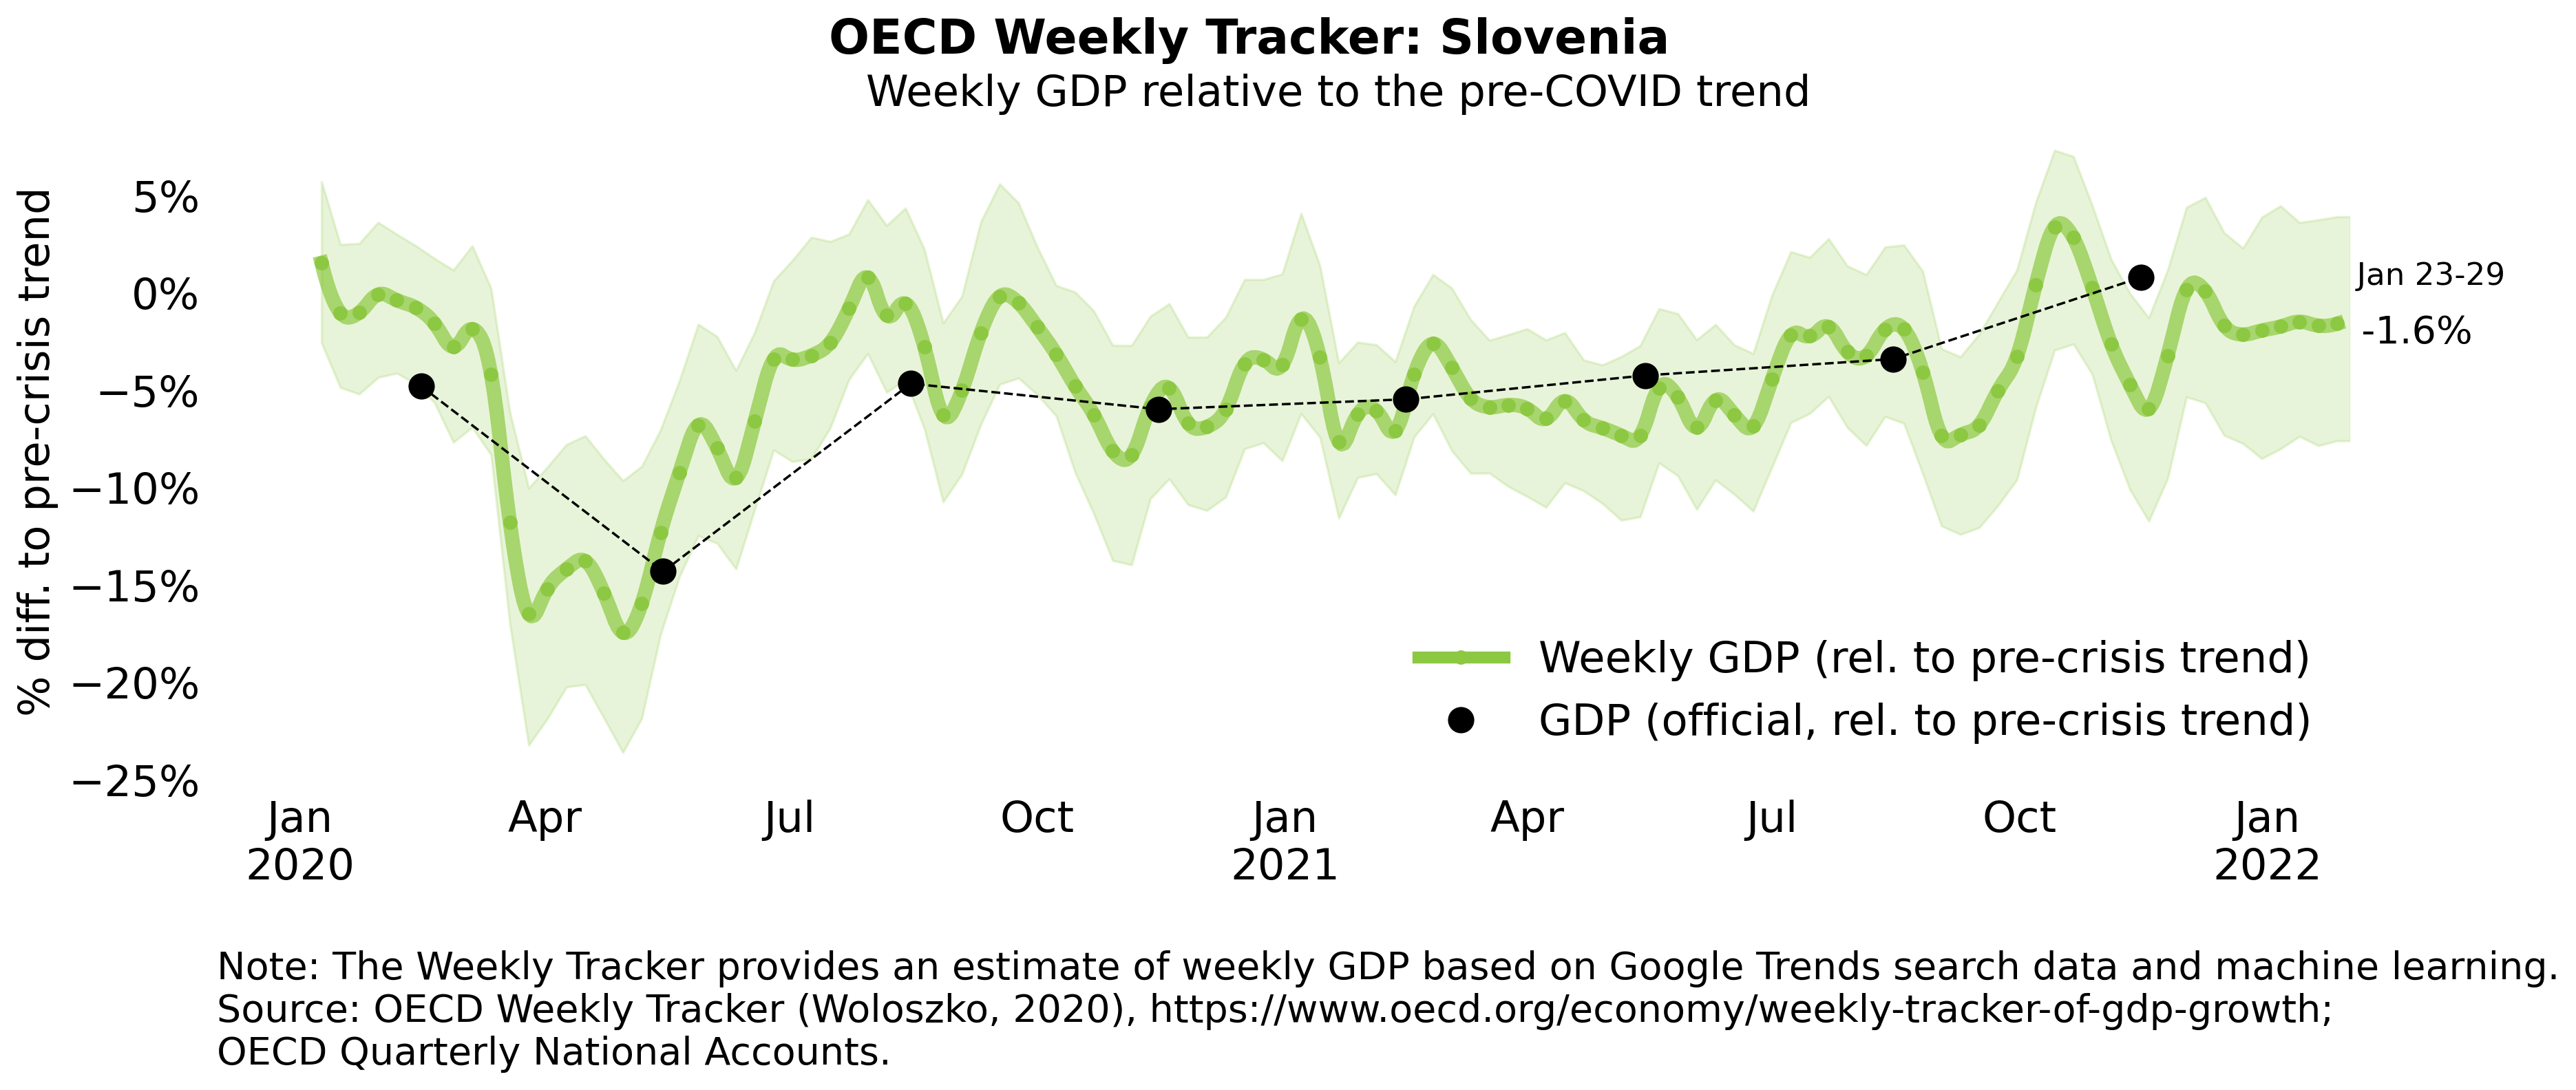 OECD Weekly Tracker: Slovenia
Weekly GDP relative to the pre-COVID trend
% diff. to pre-crisis trend
5%
0%
−5%
−10%
−15%
−20%
−25%
Jan 23-29
-1.6%
Weekly GDP (rel. to pre-crisis trend)
GDP (official, rel. to pre-crisis trend)
Jan Apr Jul Oct Jan Apr Jul Oct Jan
2020 2021 2022
Note: The Weekly Tracker provides an estimate of weekly GDP based on Google Trends search data and machine learning.
Source: OECD Weekly Tracker (Woloszko, 2020), https://www.oecd.org/economy/weekly-tracker-of-gdp-growth;
OECD Quarterly National Accounts.